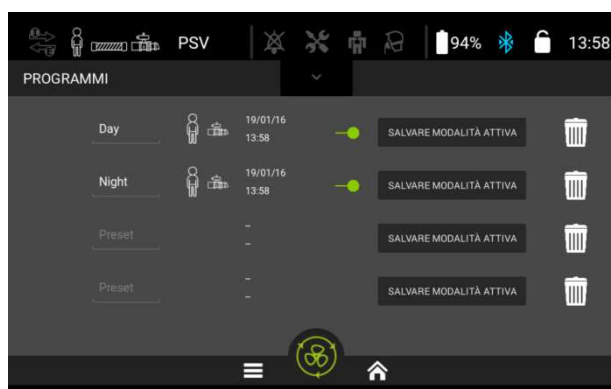 PSV 94% 13:58
PROGRAMMI
Day 19/01/16 13:58 SALVARE MODALITÀ ATTIVA
Night 19/01/16 13:58 SALVARE MODALITÀ ATTIVA
Preset – – SALVARE MODALITÀ ATTIVA
Preset – – SALVARE MODALITÀ ATTIVA